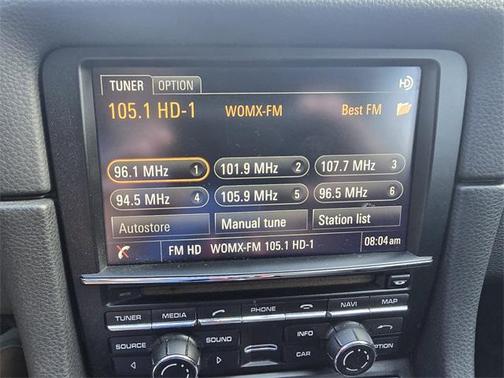 TUNER OPTION HD
105.1 HD-1 WOMX-FM Best FM
96.1 MHz 1 101.9 MHz 2 107.7 MHz 3
94.5 MHz 4 105.9 MHz 5 96.5 MHz 6
Autostore Manual tune Station list
FM HD WOMX-FM 105.1 HD-1 08:04am
TUNER MEDIA PHONE NAVI MAP
SOURCE SOUND INFO
CAR OPTION